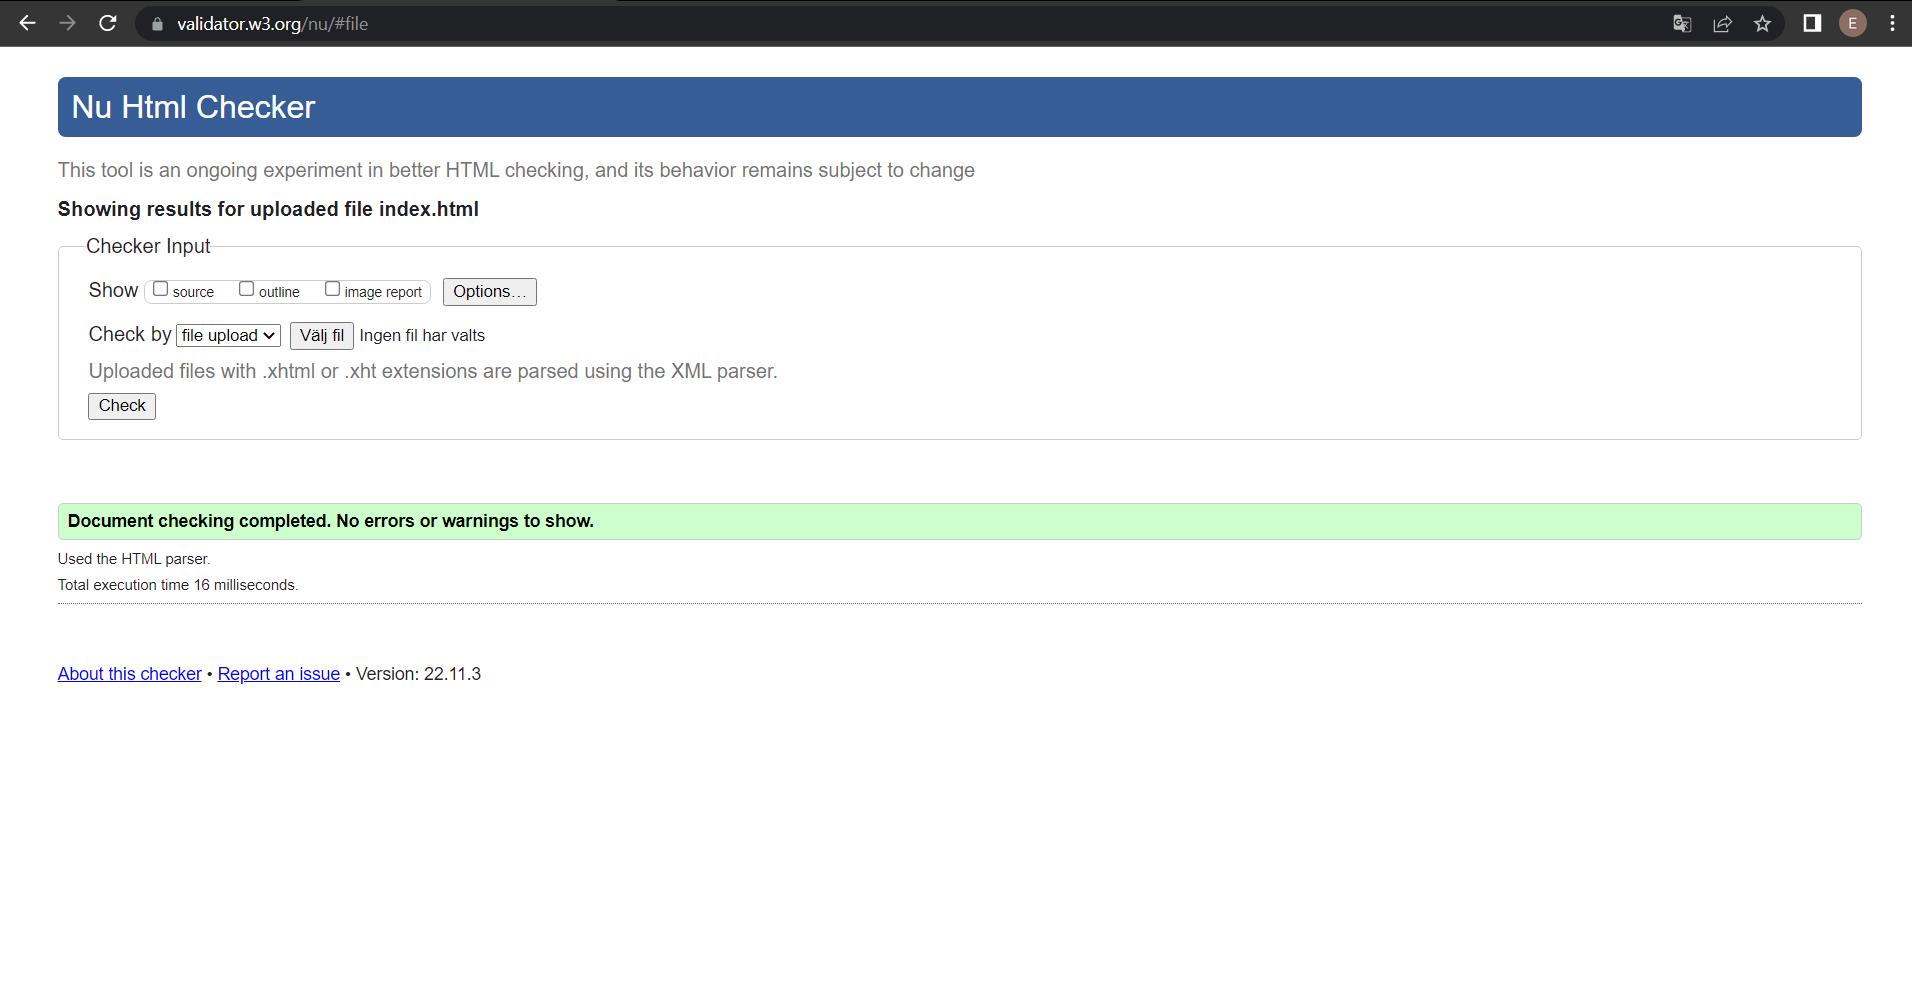 validator.w3.org/nu/#file
E
Nu Html Checker
This tool is an ongoing experiment in better HTML checking, and its behavior remains subject to change
Showing results for uploaded file index.html
Checker Input
Show source outline image report Options...
Check by file upload Välj fil Ingen fil har valts
Uploaded files with .xhtml or .xht extensions are parsed using the XML parser.
Check
Document checking completed. No errors or warnings to show.
Used the HTML parser.
Total execution time 16 milliseconds.
About this checker • Report an issue • Version: 22.11.3